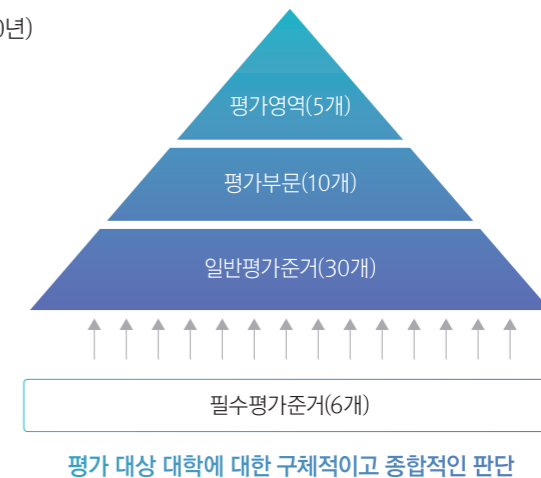 년)
평가영역(5개)
평가부문(10개)
일반평가준거(30개)
필수평가준거(6개)
평가 대상 대학에 대한 구체적이고 종합적인 판단